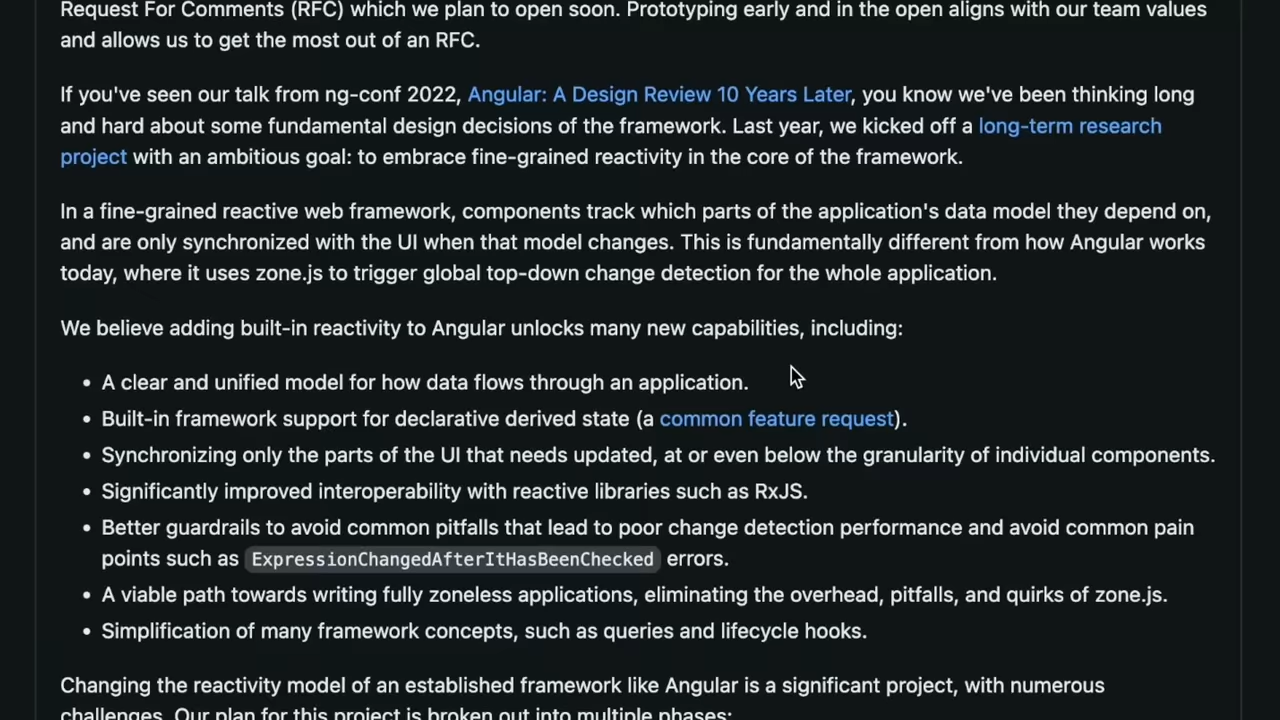 Request For Comments (RFC) which we plan to open soon. Prototyping early and in the open aligns with our team values
and allows us to get the most out of an RFC.
If you've seen our talk from ng-conf 2022, Angular: A Design Review 10 Years Later, you know we've been thinking long
and hard about some fundamental design decisions of the framework. Last year, we kicked off a long-term research
project with an ambitious goal: to embrace fine-grained reactivity in the core of the framework.
In a fine-grained reactive web framework, components track which parts of the application's data model they depend on,
and are only synchronized with the UI when that model changes. This is fundamentally different from how Angular works
today, where it uses zone.js to trigger global top-down change detection for the whole application.
We believe adding built-in reactivity to Angular unlocks many new capabilities, including:
• A clear and unified model for how data flows through an application.
• Built-in framework support for declarative derived state (a common feature request).
• Synchronizing only the parts of the UI that needs updated, at or even below the granularity of individual components.
• Significantly improved interoperability with reactive libraries such as RxJS.
• Better guardrails to avoid common pitfalls that lead to poor change detection performance and avoid common pain
points such as ExpressionChangedAfterItHasBeenChecked errors.
• A viable path towards writing fully zoneless applications, eliminating the overhead, pitfalls, and quirks of zone.js.
• Simplification of many framework concepts, such as queries and lifecycle hooks.
Changing the reactivity model of an established framework like Angular is a significant project, with numerous
challenges. Our plan for this project is broken out into multiple phases: